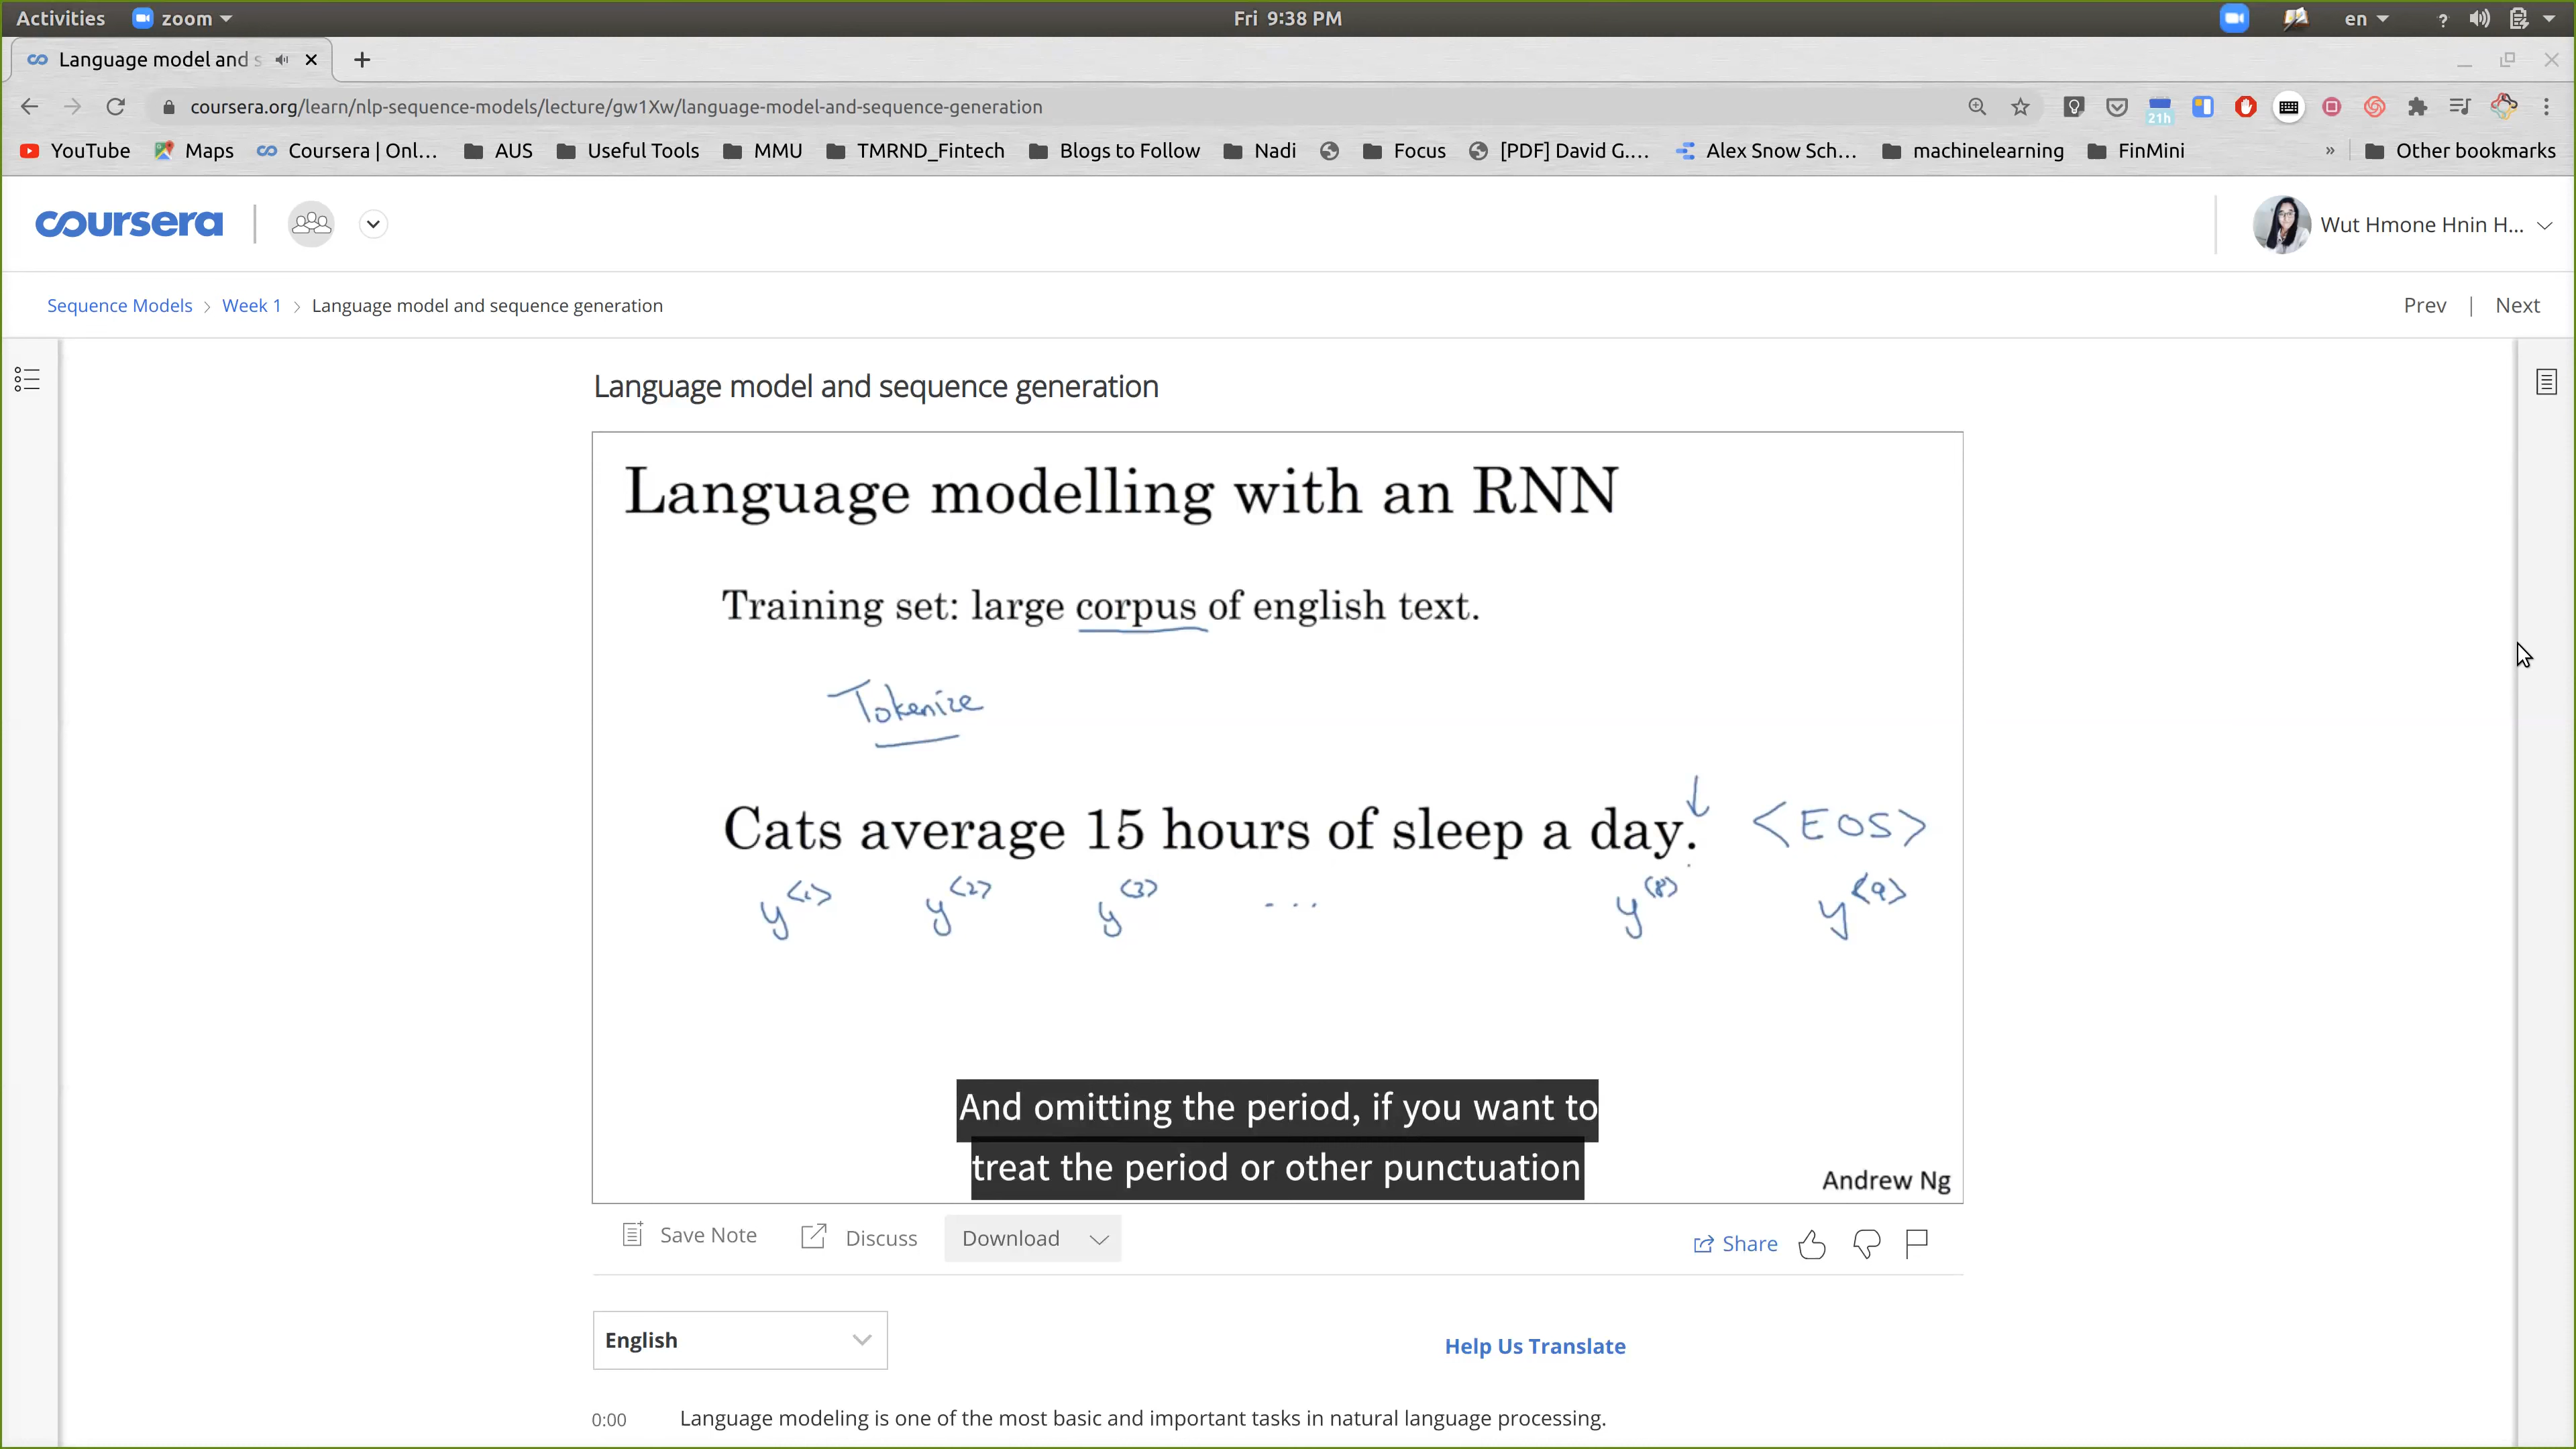 Activities zoom Fri 9:38 PM en ?
Language model and s
coursera.org/learn/nlp-sequence-models/lecture/gw1Xw/language-model-and-sequence-generation 21h
YouTube Maps Coursera | Onl... AUS Useful Tools MMU TMRND_Fintech Blogs to Follow Nadi Focus [PDF] David G.... Alex Snow Sch... machinelearning FinMini » Other bookmarks
coursera Wut Hmone Hnin H...
Sequence Models > Week 1 > Language model and sequence generation Prev | Next
Language model and sequence generation
Language modelling with an RNN
Training set: large corpus of english text.
Tokenize
Cats average 15 hours of sleep a day. <EOS>
y<1> y<2> y<3> ... y<8> y<9>
And omitting the period, if you want to
treat the period or other punctuation
Andrew Ng
Save Note Discuss Download Share
English Help Us Translate
0:00 Language modeling is one of the most basic and important tasks in natural language processing.